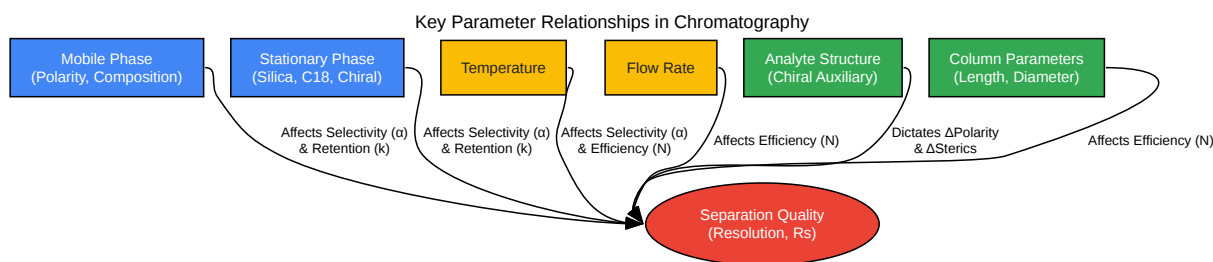 Key Parameter Relationships in Chromatography
Mobile Phase
(Polarity, Composition)
Stationary Phase
(Silica, C18, Chiral)
Temperature
Flow Rate
Analyte Structure
(Chiral Auxiliary)
Column Parameters
(Length, Diameter)
Affects Selectivity (α)
& Retention (k)
Affects Selectivity (α)
& Retention (k)
Affects Selectivity (α)
& Efficiency (N)
Affects Efficiency (N)
Dictates ΔPolarity
& ΔSterics
Affects Efficiency (N)
Separation Quality
(Resolution, Rs)